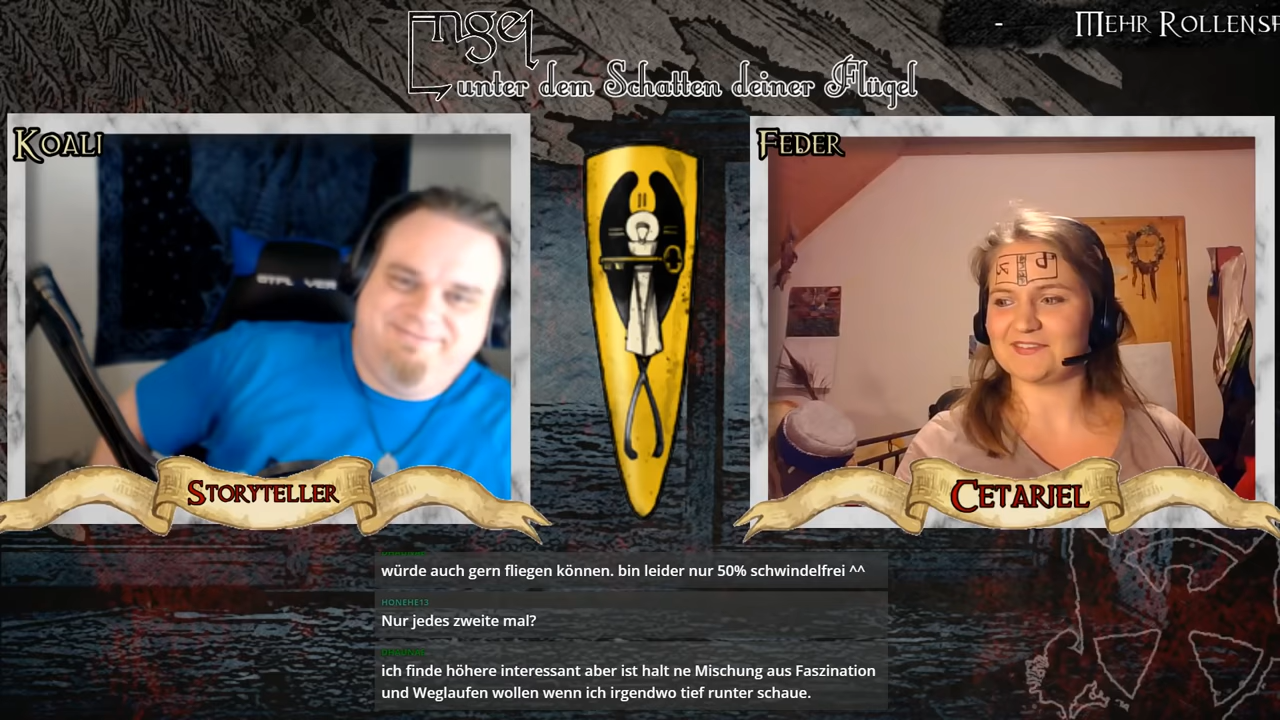 Engel
unter dem Schatten deiner Flügel
- Mehr Rollensp
Koali
Feder
Storyteller
Cetariel
würde auch gern fliegen können. bin leider nur 50% schwindelfrei ^^
HONEHE13
Nur jedes zweite mal?
ich finde höhere interessant aber ist halt ne Mischung aus Faszination
und Weglaufen wollen wenn ich irgendwo tief runter schaue.